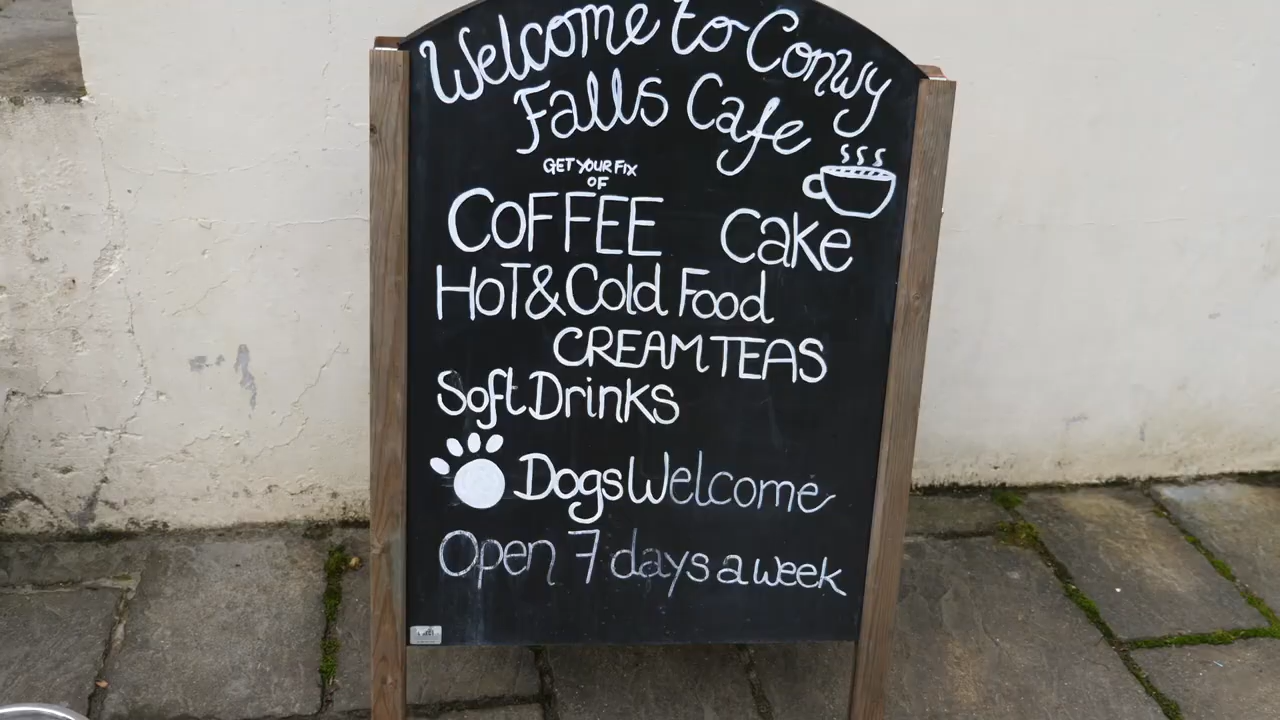 Welcome to Conwy
Falls Cafe
GET YOUR FIX
OF
COFFEE Cake
HOT & Cold Food
CREAM TEAS
Soft Drinks
Dogs Welcome
Open 7 days a week